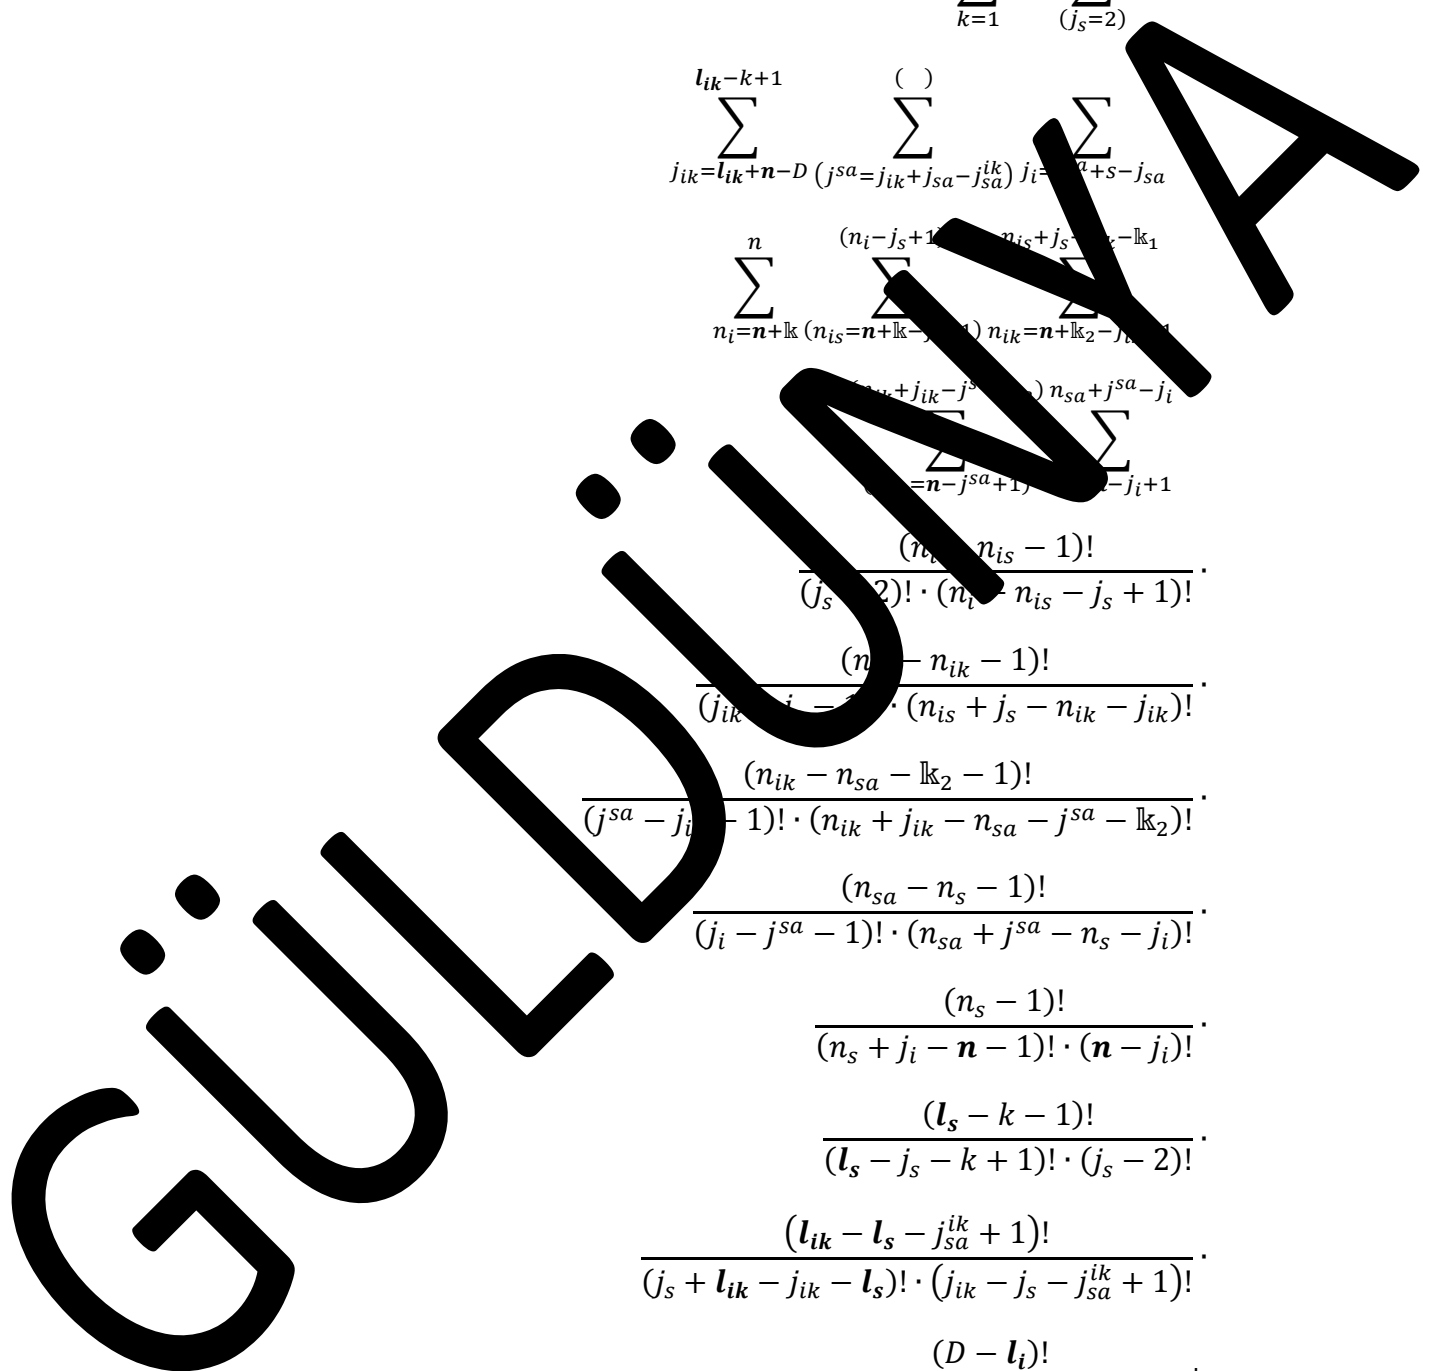 k=1 (j_s=2)
l_ik−k+1 ( )
∑ ∑ ∑
j_ik=l_ik+n−D (j^sa=j_ik+j_sa−j_sa^ik) +s−j_sa
n (n_i−j_s+1 −𝕜_1
∑ ∑ ∑
n_i=n+𝕜 (n_is=n+𝕜− n_ik=n+𝕜_2−
+j_ik− n_sa+j^sa−j_i
∑ ∑
=n−j^sa+1) −j_i+1
n_is − 1)!
(j_s 2)! · (n_i − n_is − j_s + 1)! ·
− n_ik − 1)!
(j_ik · (n_is + j_s − n_ik − j_ik)! ·
(n_ik − n_sa − 𝕜_2 − 1)!
(j^sa − − 1)! · (n_ik + j_ik − n_sa − j^sa − 𝕜_2)! ·
(n_sa − n_s − 1)!
(j_i − j^sa − 1)! · (n_sa + j^sa − n_s − j_i)! ·
(n_s − 1)!
(n_s + j_i − n − 1)! · (n − j_i)! ·
(l_s − k − 1)!
(l_s − j_s − k + 1)! · (j_s − 2)! ·
(l_ik − l_s − j_sa^ik + 1)!
(j_s + l_ik − j_ik − l_s)! · (j_ik − j_s − j_sa^ik + 1)! ·
(D − l_i)!
GÜLDÜNYA